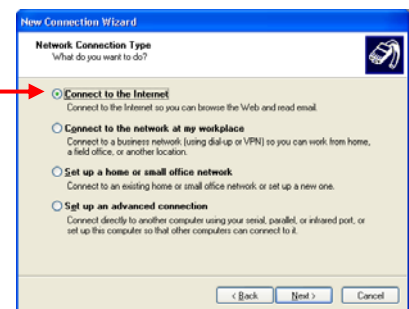 New Connection Wizard
Network Connection Type
What do you want to do?
Connect to the Internet
Connect to the Internet so you can browse the Web and read email.
Connect to the network at my workplace
Connect to a business network (using dial-up or VPN) so you can work from home,
a field office, or another location.
Set up a home or small office network
Connect to an existing home or small office network or set up a new one.
Set up an advanced connection
Connect directly to another computer using your serial, parallel, or infrared port, or
set up this computer so that other computers can connect to it.
< Back Next > Cancel